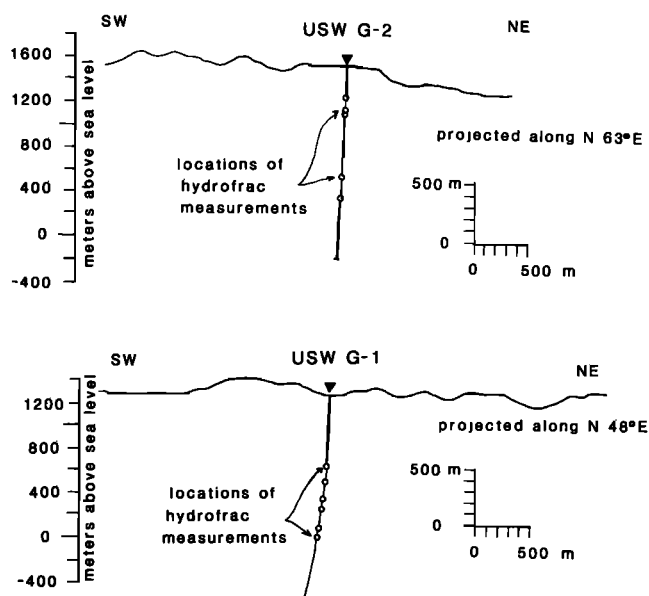 SW
USW G-2
NE
1600
1200
800
400
0
-400
meters above sea level
locations of
hydrofrac
measurements
projected along N 63°E
500 m
0
0 500 m
SW
USW G-1
NE
1200
800
400
0
-400
meters above sea level
locations of
hydrofrac
measurements
projected along N 48°E
500 m
0
0 500 m